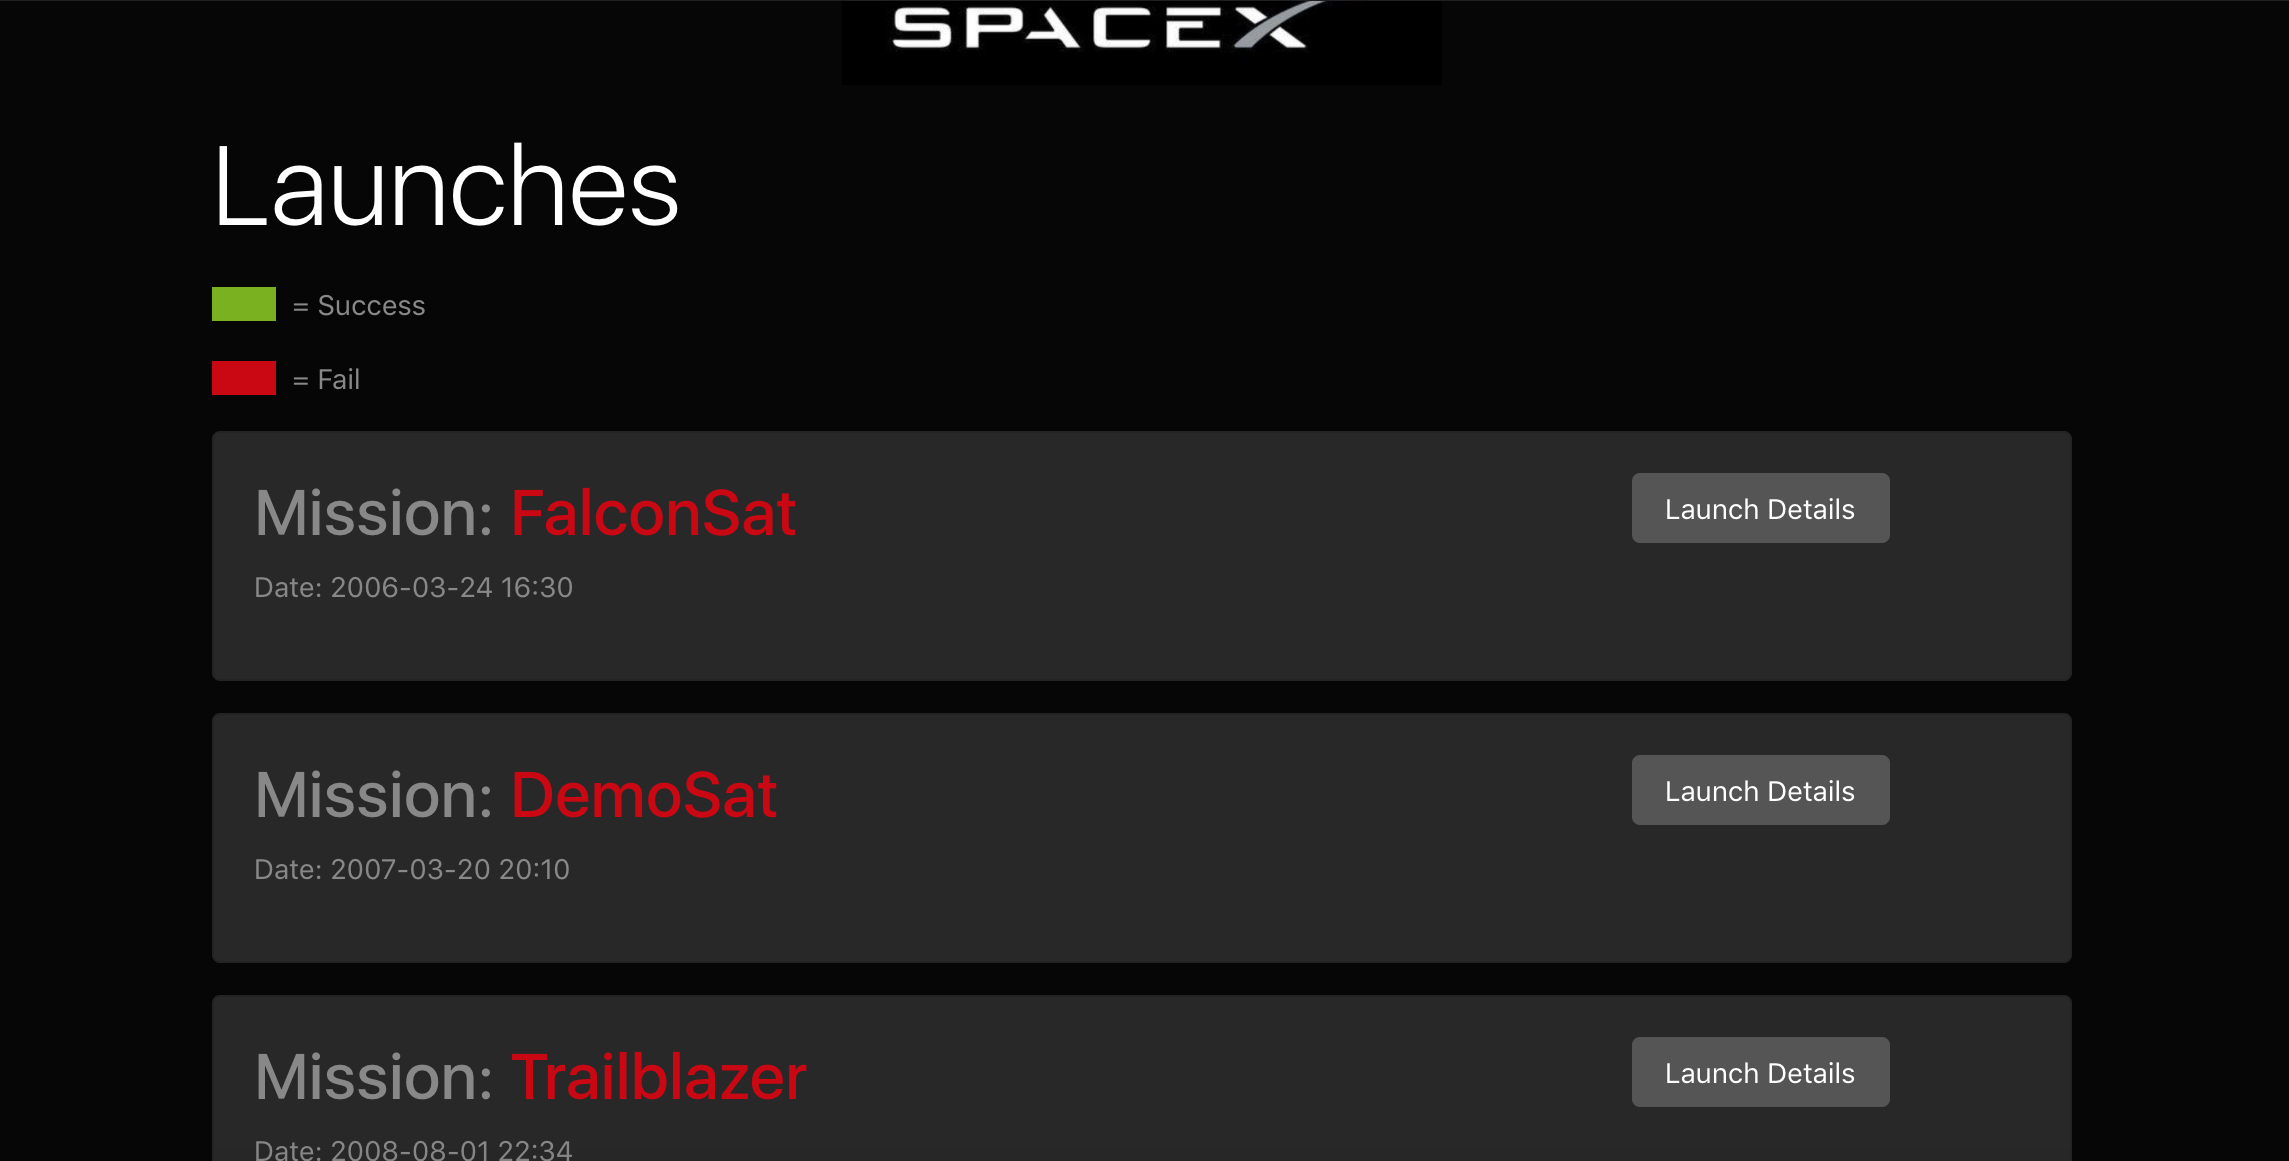 SPACEX
Launches
= Success
= Fail
Mission: FalconSat
Launch Details
Date: 2006-03-24 16:30
Mission: DemoSat
Launch Details
Date: 2007-03-20 20:10
Mission: Trailblazer
Launch Details
Date: 2008-08-01 22:34